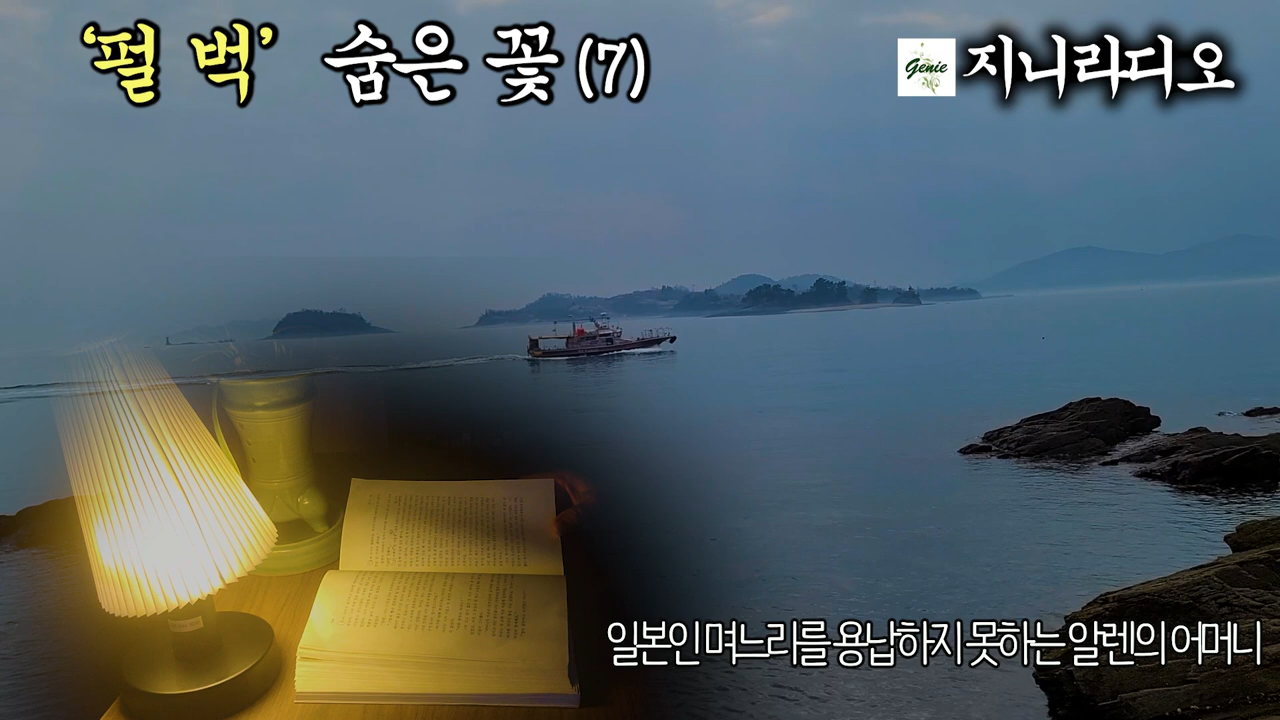 ‘펄 벅’ 숨은 꽃 (7)
Genie 지니라디오
일본인 며느리를 용납하지 못하는 알렌의 어머니